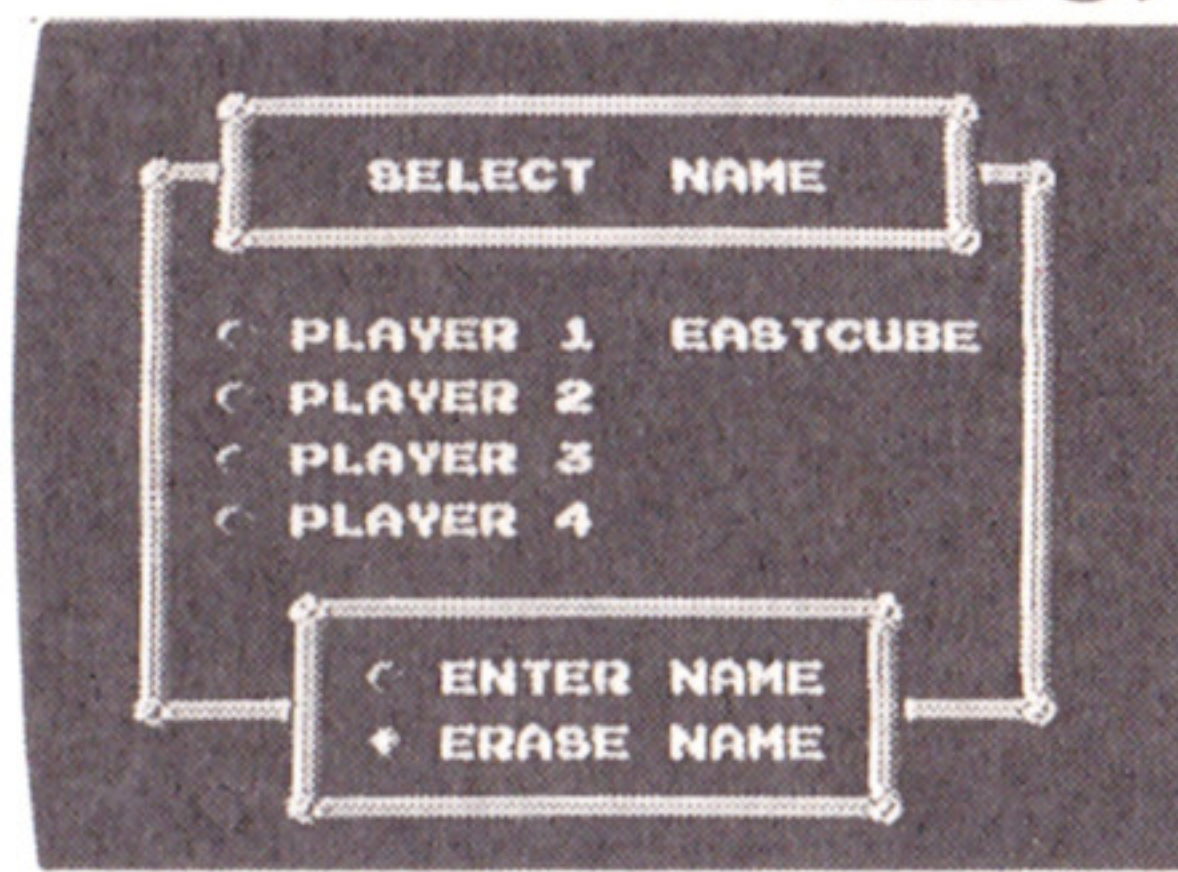 SELECT NAME
PLAYER 1 EASTCUBE
PLAYER 2
PLAYER 3
PLAYER 4
ENTER NAME
ERASE NAME